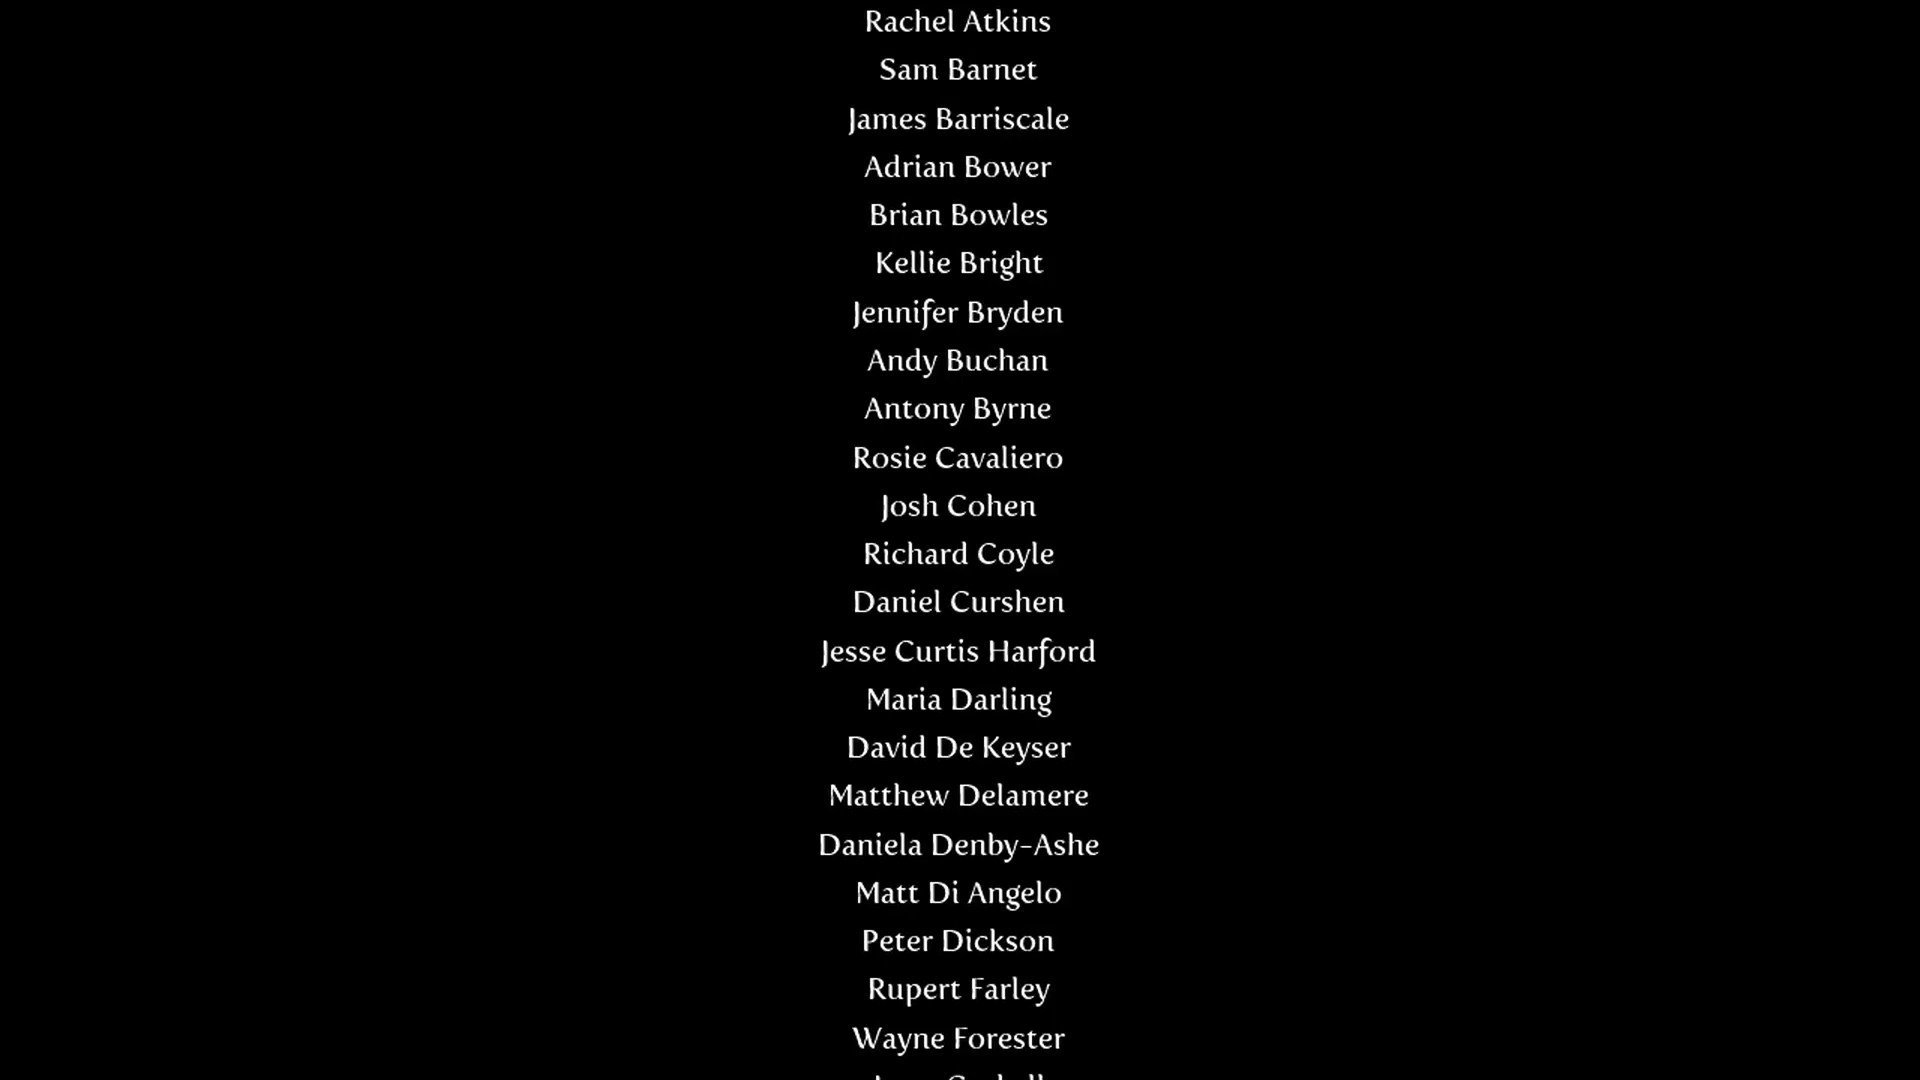 Rachel Atkins
Sam Barnet
James Barriscale
Adrian Bower
Brian Bowles
Kellie Bright
Jennifer Bryden
Andy Buchan
Antony Byrne
Rosie Cavaliero
Josh Cohen
Richard Coyle
Daniel Curshen
Jesse Curtis Harford
Maria Darling
David De Keyser
Matthew Delamere
Daniela Denby-Ashe
Matt Di Angelo
Peter Dickson
Rupert Farley
Wayne Forester